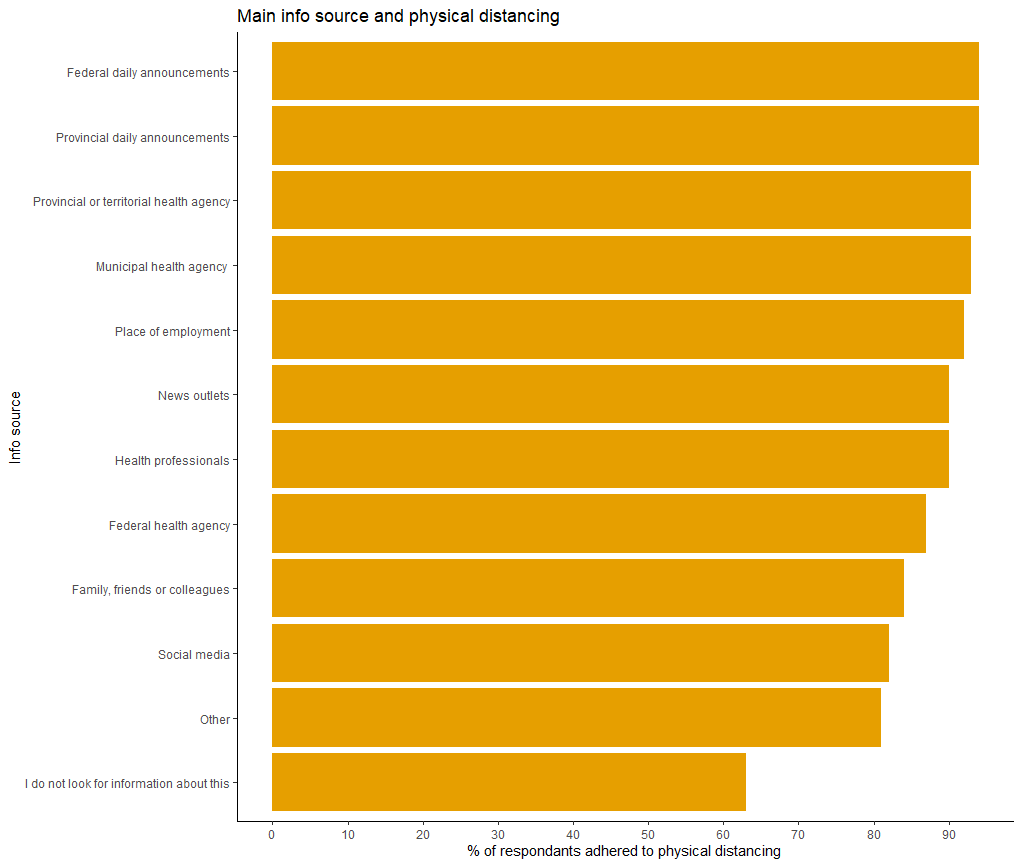 Main info source and physical distancing
Federal daily announcements
Provincial daily announcements
Provincial or territorial health agency
Municipal health agency
Place of employment
News outlets
Health professionals
Federal health agency
Family, friends or colleagues
Social media
Other
I do not look for information about this
Info source
0 10 20 30 40 50 60 70 80 90
% of respondants adhered to physical distancing